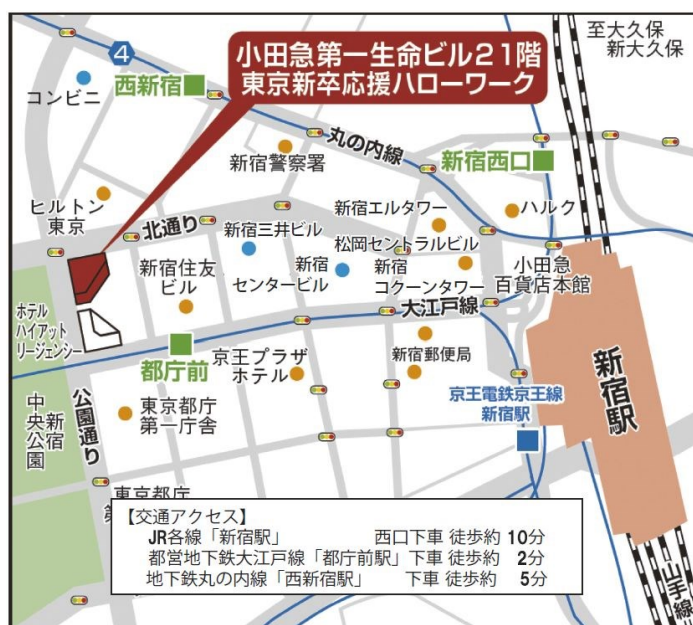 至大久保
新大久保
4
小田急第一生命ビル21階
東京新卒応援ハローワーク
コンビニ
西新宿
丸の内線
新宿警察署
新宿西口
ヒルトン
東京
北通り
新宿三井ビル
新宿エルタワー
ハルク
松岡セントラルビル
新宿住友
ビル
新宿
センタービル
新宿
コクーンタワー
小田急
百貨店本館
ホテル
ハイアット
リージェンシー
大江戸線
都庁前
京王プラザ
ホテル
新宿郵便局
新宿駅
京王電鉄京王線
新宿駅
新宿
中央公園
公園通り
東京都庁
第一庁舎
東京都庁
【交通アクセス】
JR各線「新宿駅」 西口下車 徒歩約 10分
都営地下鉄大江戸線「都庁前駅」下車 徒歩約 2分
地下鉄丸の内線「西新宿駅」 下車 徒歩約 5分
山手線